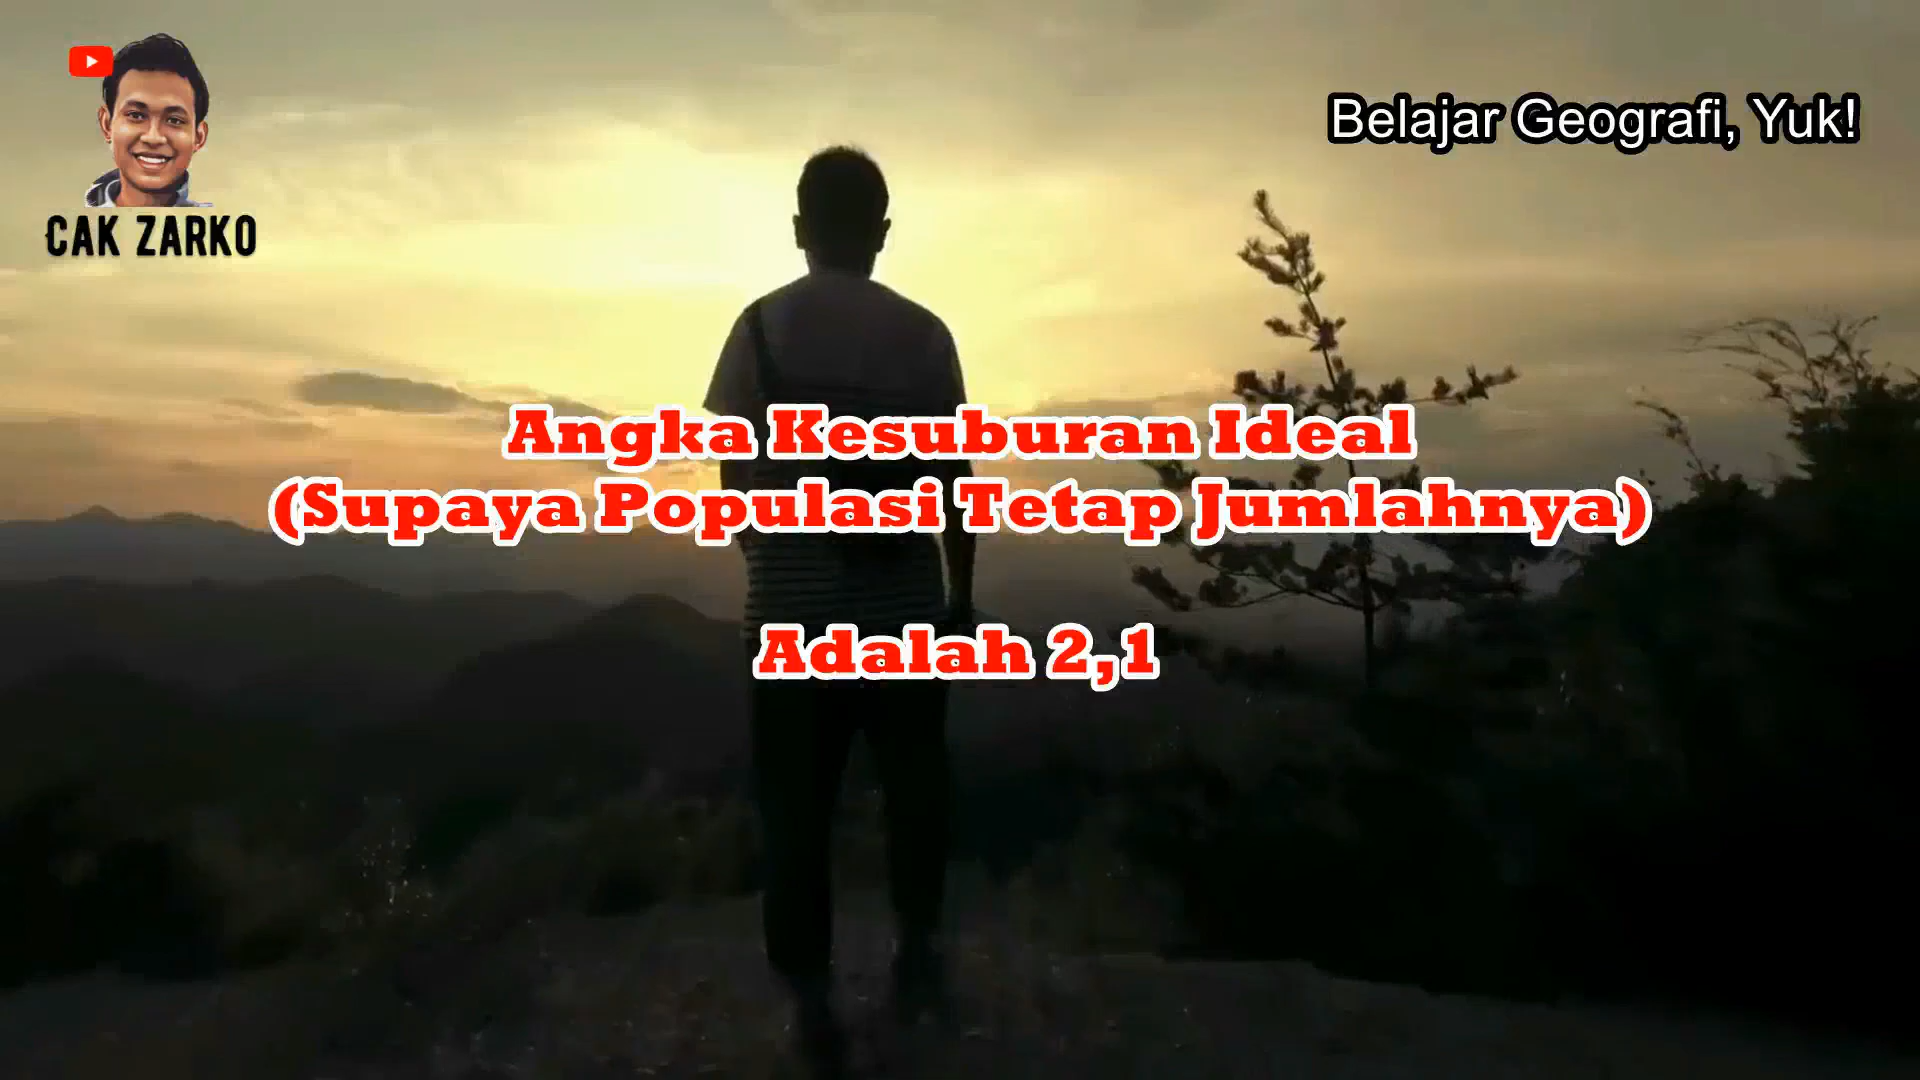 CAK ZARKO
Belajar Geografi, Yuk!
Angka Kesuburan Ideal
(Supaya Populasi Tetap Jumlahnya)
Adalah 2,1